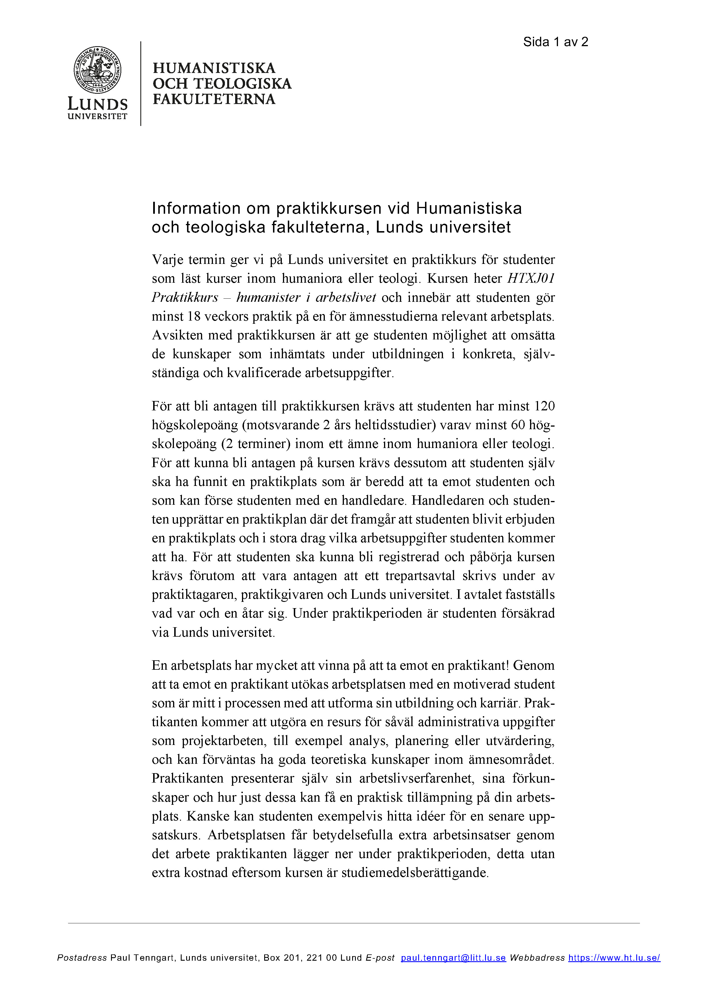 Sida 1 av 2
LUNDS
UNIVERSITET
HUMANISTISKA
OCH TEOLOGISKA
FAKULTETERNA
Information om praktikkursen vid Humanistiska
och teologiska fakulteterna, Lunds universitet
Varje termin ger vi på Lunds universitet en praktikkurs för studenter
som läst kurser inom humaniora eller teologi. Kursen heter HTXJ01
Praktikkurs – humanister i arbetslivet och innebär att studenten gör
minst 18 veckors praktik på en för ämnesstudierna relevant arbetsplats.
Avsikten med praktikkursen är att ge studenten möjlighet att omsätta
de kunskaper som inhämtats under utbildningen i konkreta, själv-
ständiga och kvalificerade arbetsuppgifter.
För att bli antagen till praktikkursen krävs att studenten har minst 120
högskolepoäng (motsvarande 2 års heltidsstudier) varav minst 60 hög-
skolepoäng (2 terminer) inom ett ämne inom humaniora eller teologi.
För att kunna bli antagen på kursen krävs dessutom att studenten själv
ska ha funnit en praktikplats som är beredd att ta emot studenten och
som kan förse studenten med en handledare. Handledaren och studen-
ten upprättar en praktikplan där det framgår att studenten blivit erbjuden
en praktikplats och i stora drag vilka arbetsuppgifter studenten kommer
att ha. För att studenten ska kunna bli registrerad och påbörja kursen
krävs förutom att vara antagen att ett trepartsavtal skrivs under av
praktiktagaren, praktikgivaren och Lunds universitet. I avtalet fastställs
vad var och en åtar sig. Under praktikperioden är studenten försäkrad
via Lunds universitet.
En arbetsplats har mycket att vinna på att ta emot en praktikant! Genom
att ta emot en praktikant utökas arbetsplatsen med en motiverad student
som är mitt i processen med att utforma sin utbildning och karriär. Prak-
tikanten kommer att utgöra en resurs för såväl administrativa uppgifter
som projektarbeten, till exempel analys, planering eller utvärdering,
och kan förväntas ha goda teoretiska kunskaper inom ämnesområdet.
Praktikanten presenterar själv sin arbetslivserfarenhet, sina förkun-
skaper och hur just dessa kan få en praktisk tillämpning på din arbets-
plats. Kanske kan studenten exempelvis hitta idéer för en senare upp-
satskurs. Arbetsplatsen får betydelsefulla extra arbetsinsatser genom
det arbete praktikanten lägger ner under praktikperioden, detta utan
extra kostnad eftersom kursen är studiemedelsberättigande.
Postadress Paul Tenngart, Lunds universitet, Box 201, 221 00 Lund E-post paul.tenngart@litt.lu.se Webbadress https://www.ht.lu.se/